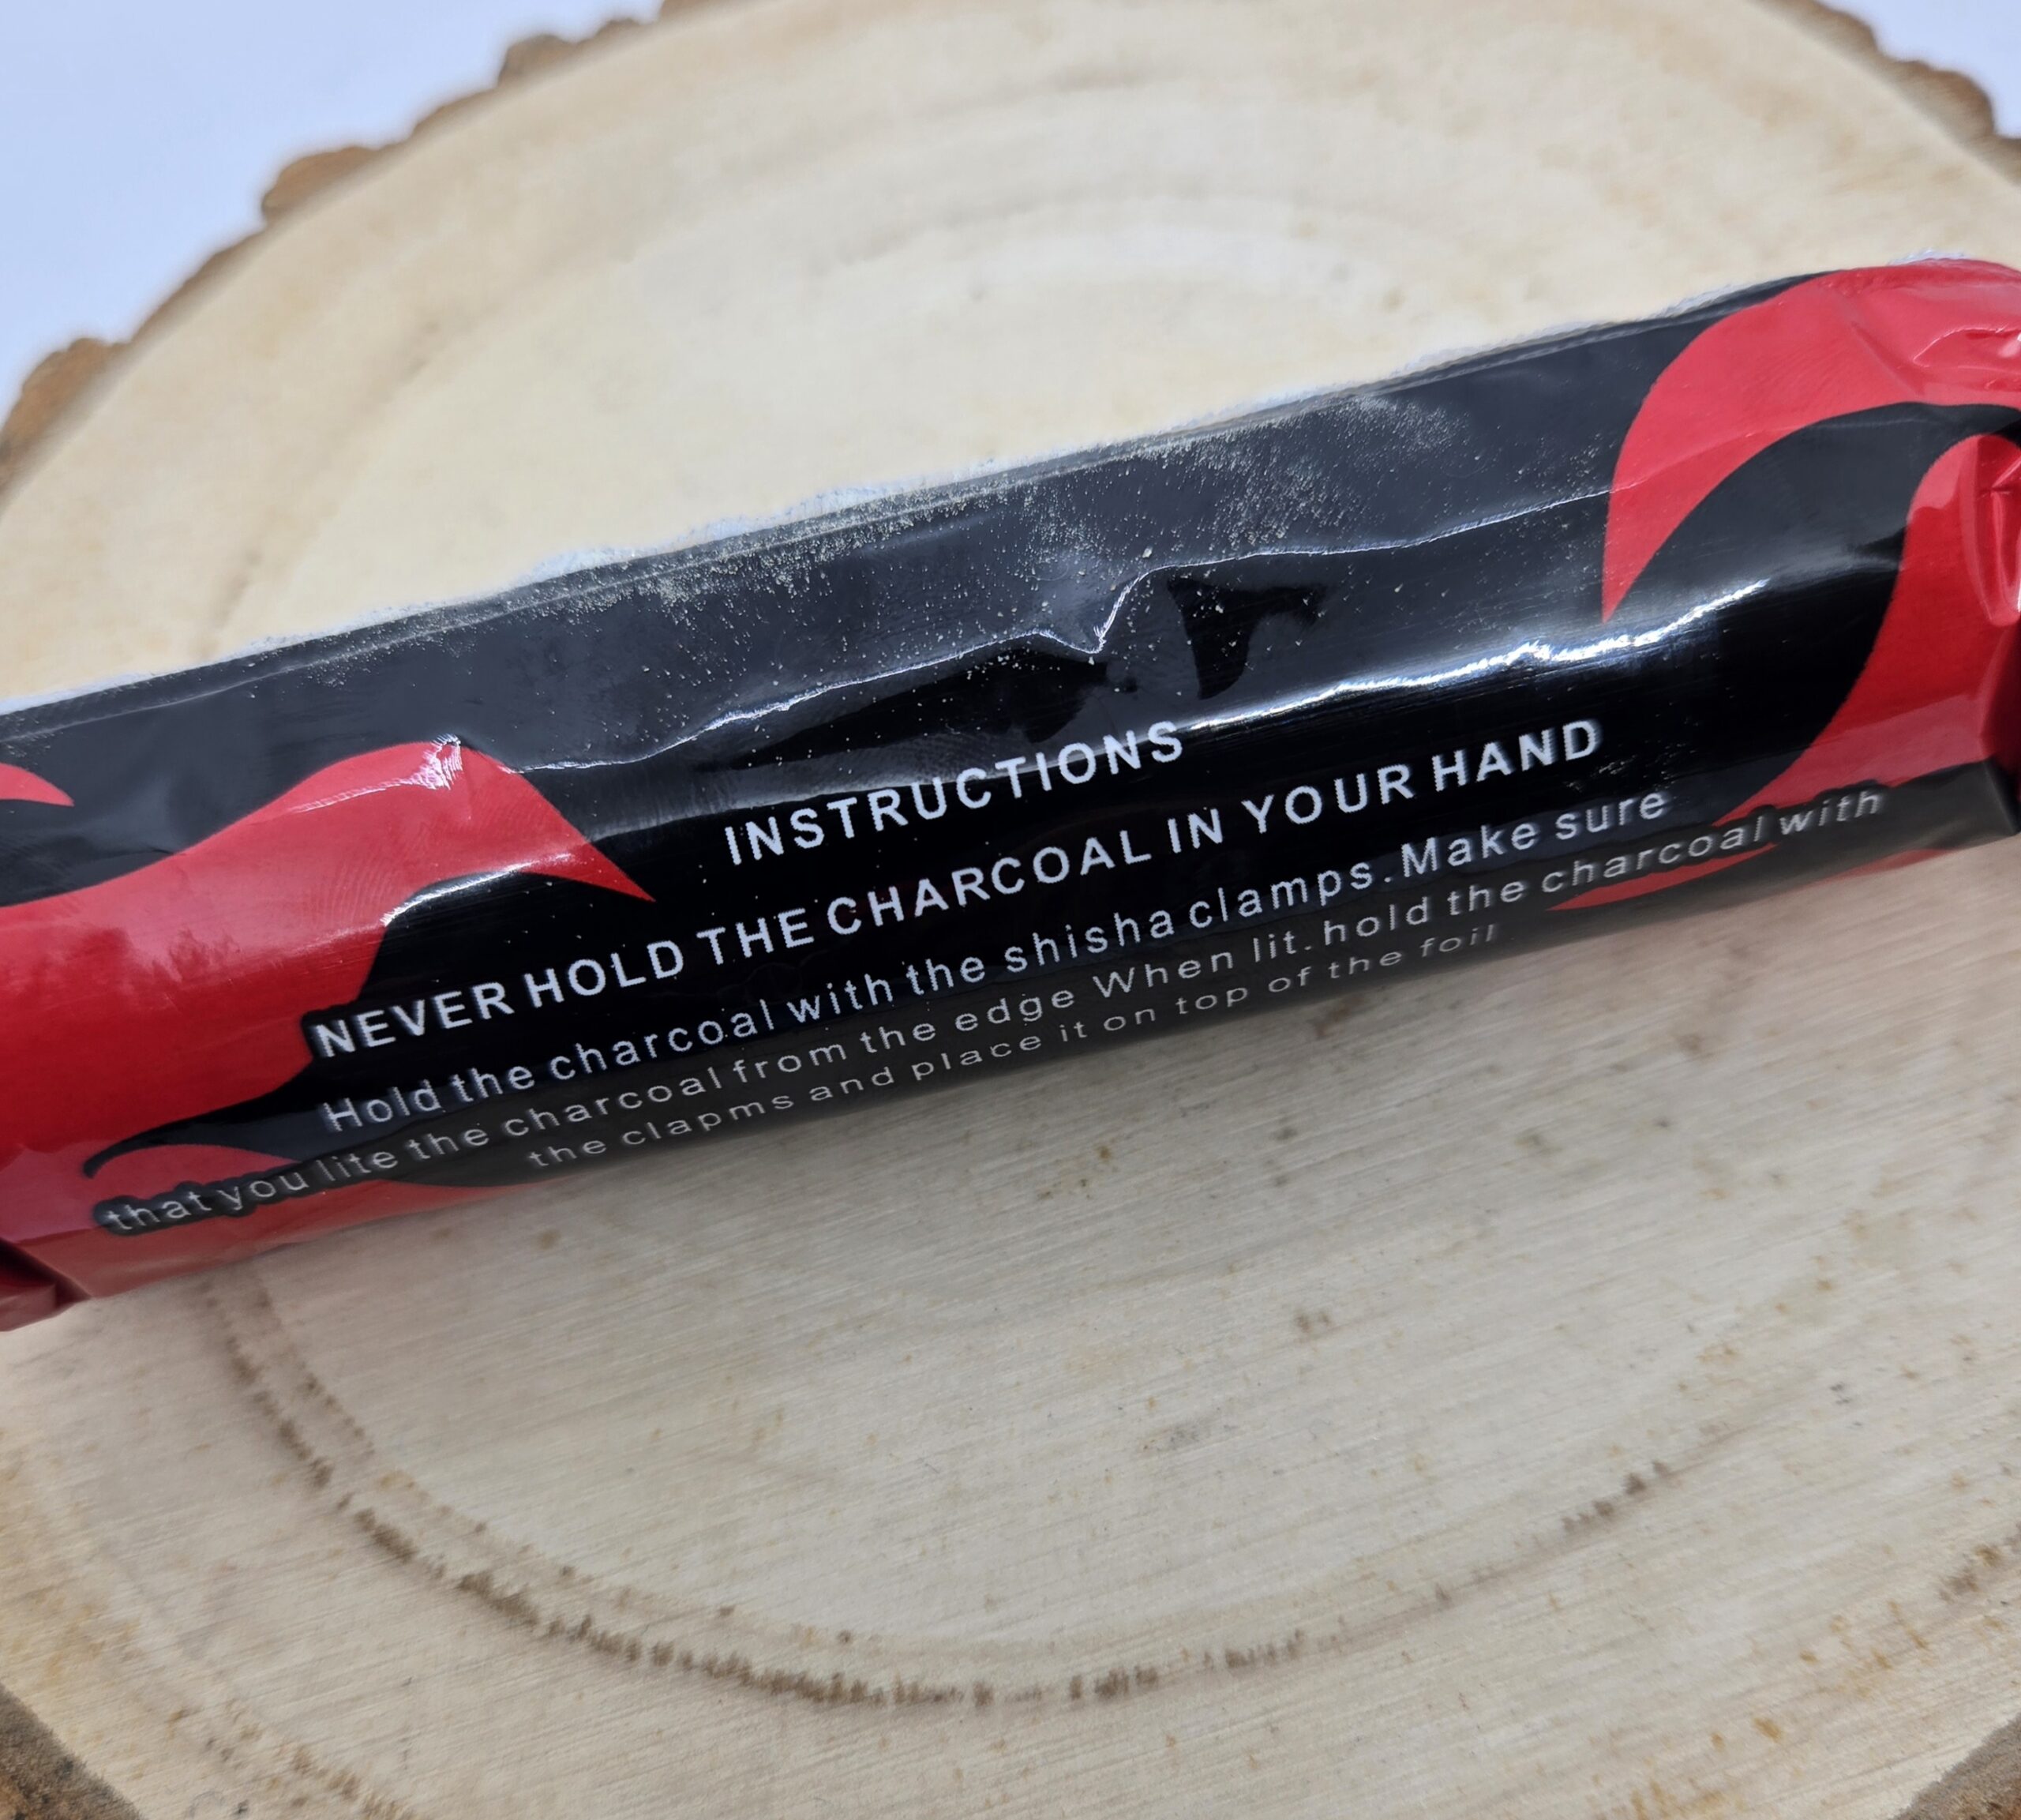 INSTRUCTIONS
NEVER HOLD THE CHARCOAL IN YOUR HAND
Hold the charcoal with the shisha clamps. Make sure
that you lite the charcoal from the edge When lit. hold the charcoal with
the clapms and place it on top of the foil